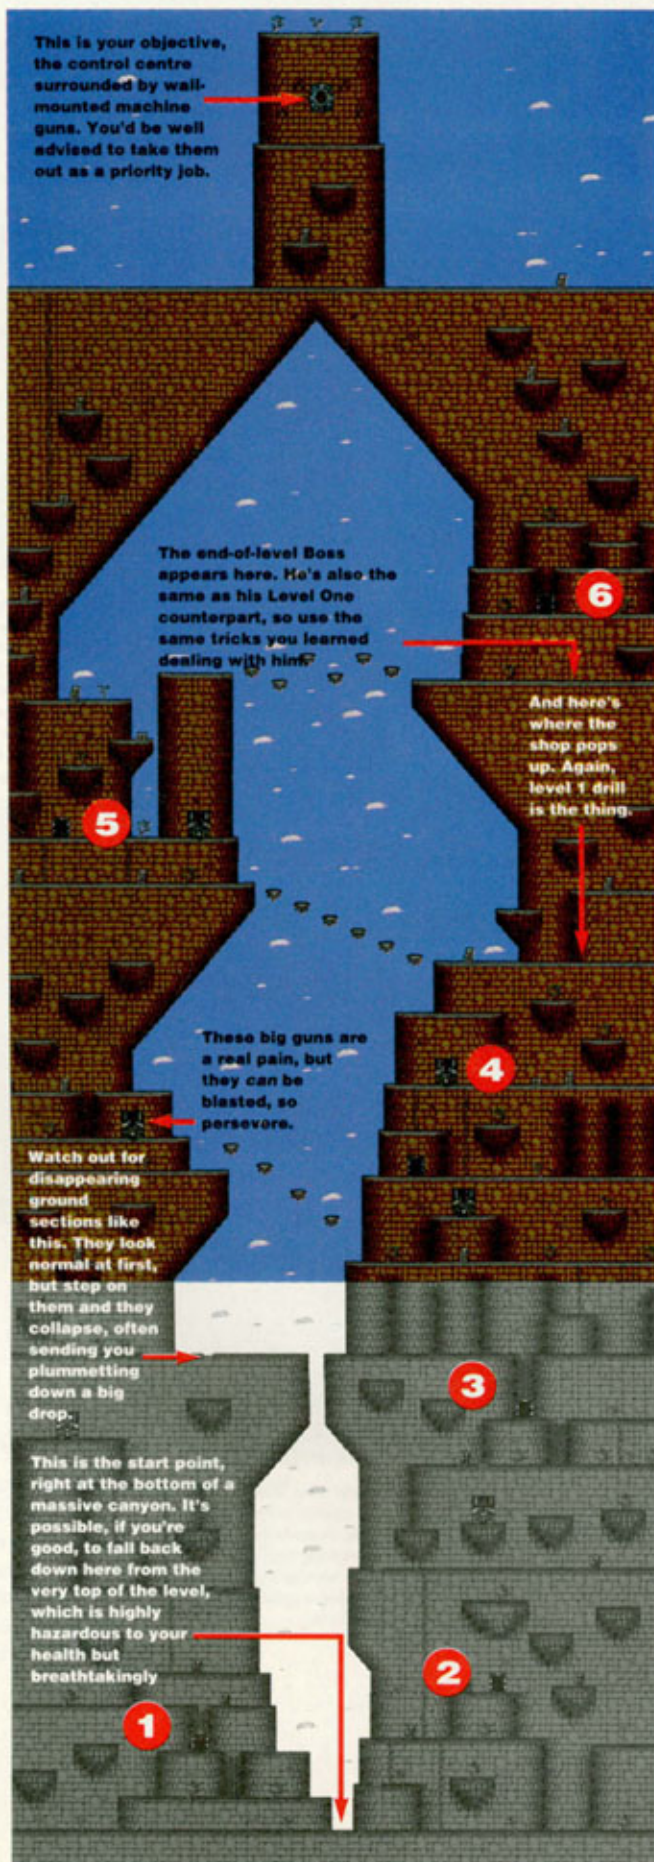 This is your objective,
the control centre
surrounded by wall-
mounted machine
guns. You'd be well
advised to take them
out as a priority job.
The end-of-level Boss
appears here. He's also the
same as his Level One
counterpart, so use the
same tricks you learned
dealing with him.
6
And here's
where the
shop pops
up. Again,
level 1 drill
is the thing.
5
These big guns are
a real pain, but
they can be
blasted, so
persevere.
4
Watch out for
disappearing
ground
sections like
this. They look
normal at first,
but step on
them and they
collapse, often
sending you
plummetting
down a big
drop.
3
This is the start point,
right at the bottom of a
massive canyon. It's
possible, if you're
good, to fall back
down here from the
very top of the level,
which is highly
hazardous to your
health but
breathtakingly
2
1